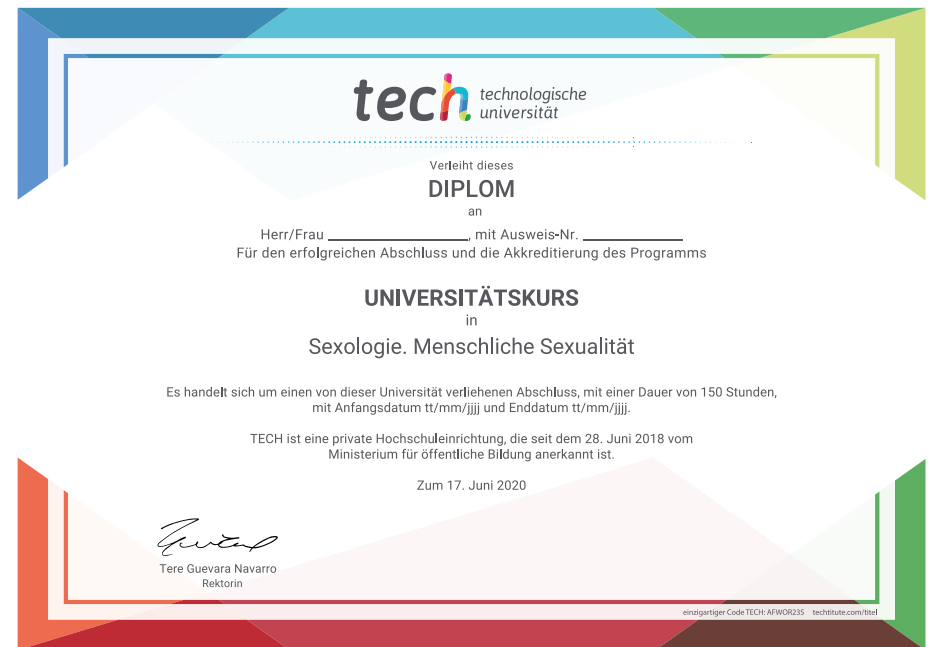 tech technologische
universität
Verleiht dieses
DIPLOM
an
Herr/Frau ____________________, mit Ausweis-Nr. ______________
Für den erfolgreichen Abschluss und die Akkreditierung des Programms
UNIVERSITÄTSKURS
in
Sexologie. Menschliche Sexualität
Es handelt sich um einen von dieser Universität verliehenen Abschluss, mit einer Dauer von 150 Stunden,
mit Anfangsdatum tt/mm/jjjj und Enddatum tt/mm/jjjj.
TECH ist eine private Hochschuleinrichtung, die seit dem 28. Juni 2018 vom
Ministerium für öffentliche Bildung anerkannt ist.
Zum 17. Juni 2020
Tere Guevara Navarro
Rektorin
einzigartiger Code TECH: AFWOR23S techtitute.com/titel